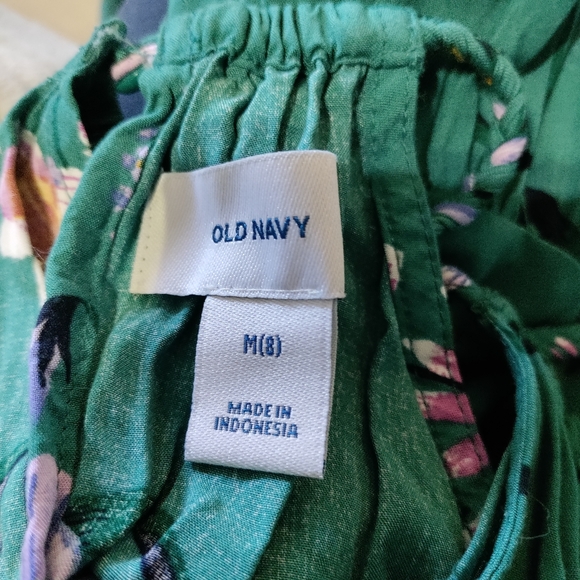 OLD NAVY
M(8)
MADE IN
INDONESIA